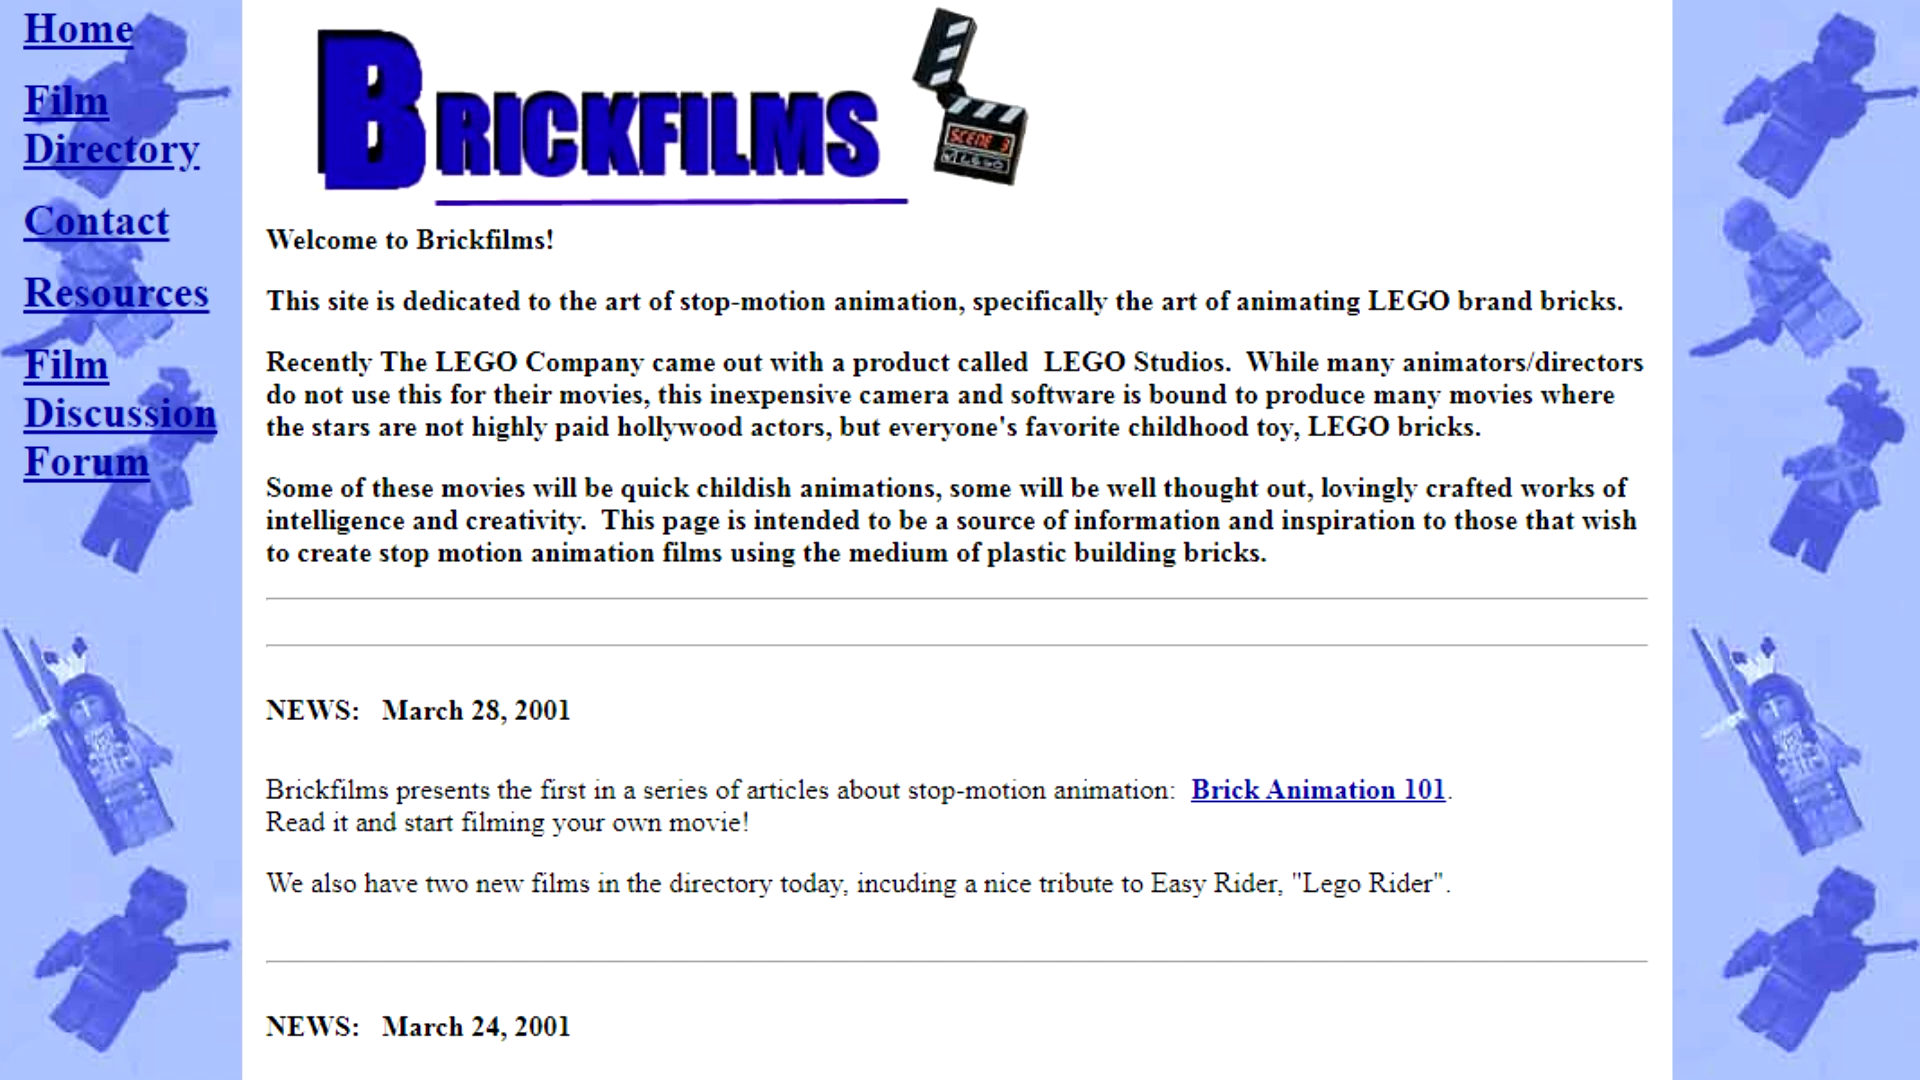 Home
Film
Directory
Contact
Resources
Film
Discussion
Forum
BRICKFILMS
SCENE 3
LEGO
Welcome to Brickfilms!
This site is dedicated to the art of stop-motion animation, specifically the art of animating LEGO brand bricks.
Recently The LEGO Company came out with a product called  LEGO Studios.  While many animators/directors
do not use this for their movies, this inexpensive camera and software is bound to produce many movies where
the stars are not highly paid hollywood actors, but everyone's favorite childhood toy, LEGO bricks.
Some of these movies will be quick childish animations, some will be well thought out, lovingly crafted works of
intelligence and creativity.  This page is intended to be a source of information and inspiration to those that wish
to create stop motion animation films using the medium of plastic building bricks.
NEWS:   March 28, 2001
Brickfilms presents the first in a series of articles about stop-motion animation:  Brick Animation 101.
Read it and start filming your own movie!
We also have two new films in the directory today, incuding a nice tribute to Easy Rider, "Lego Rider".
NEWS:   March 24, 2001